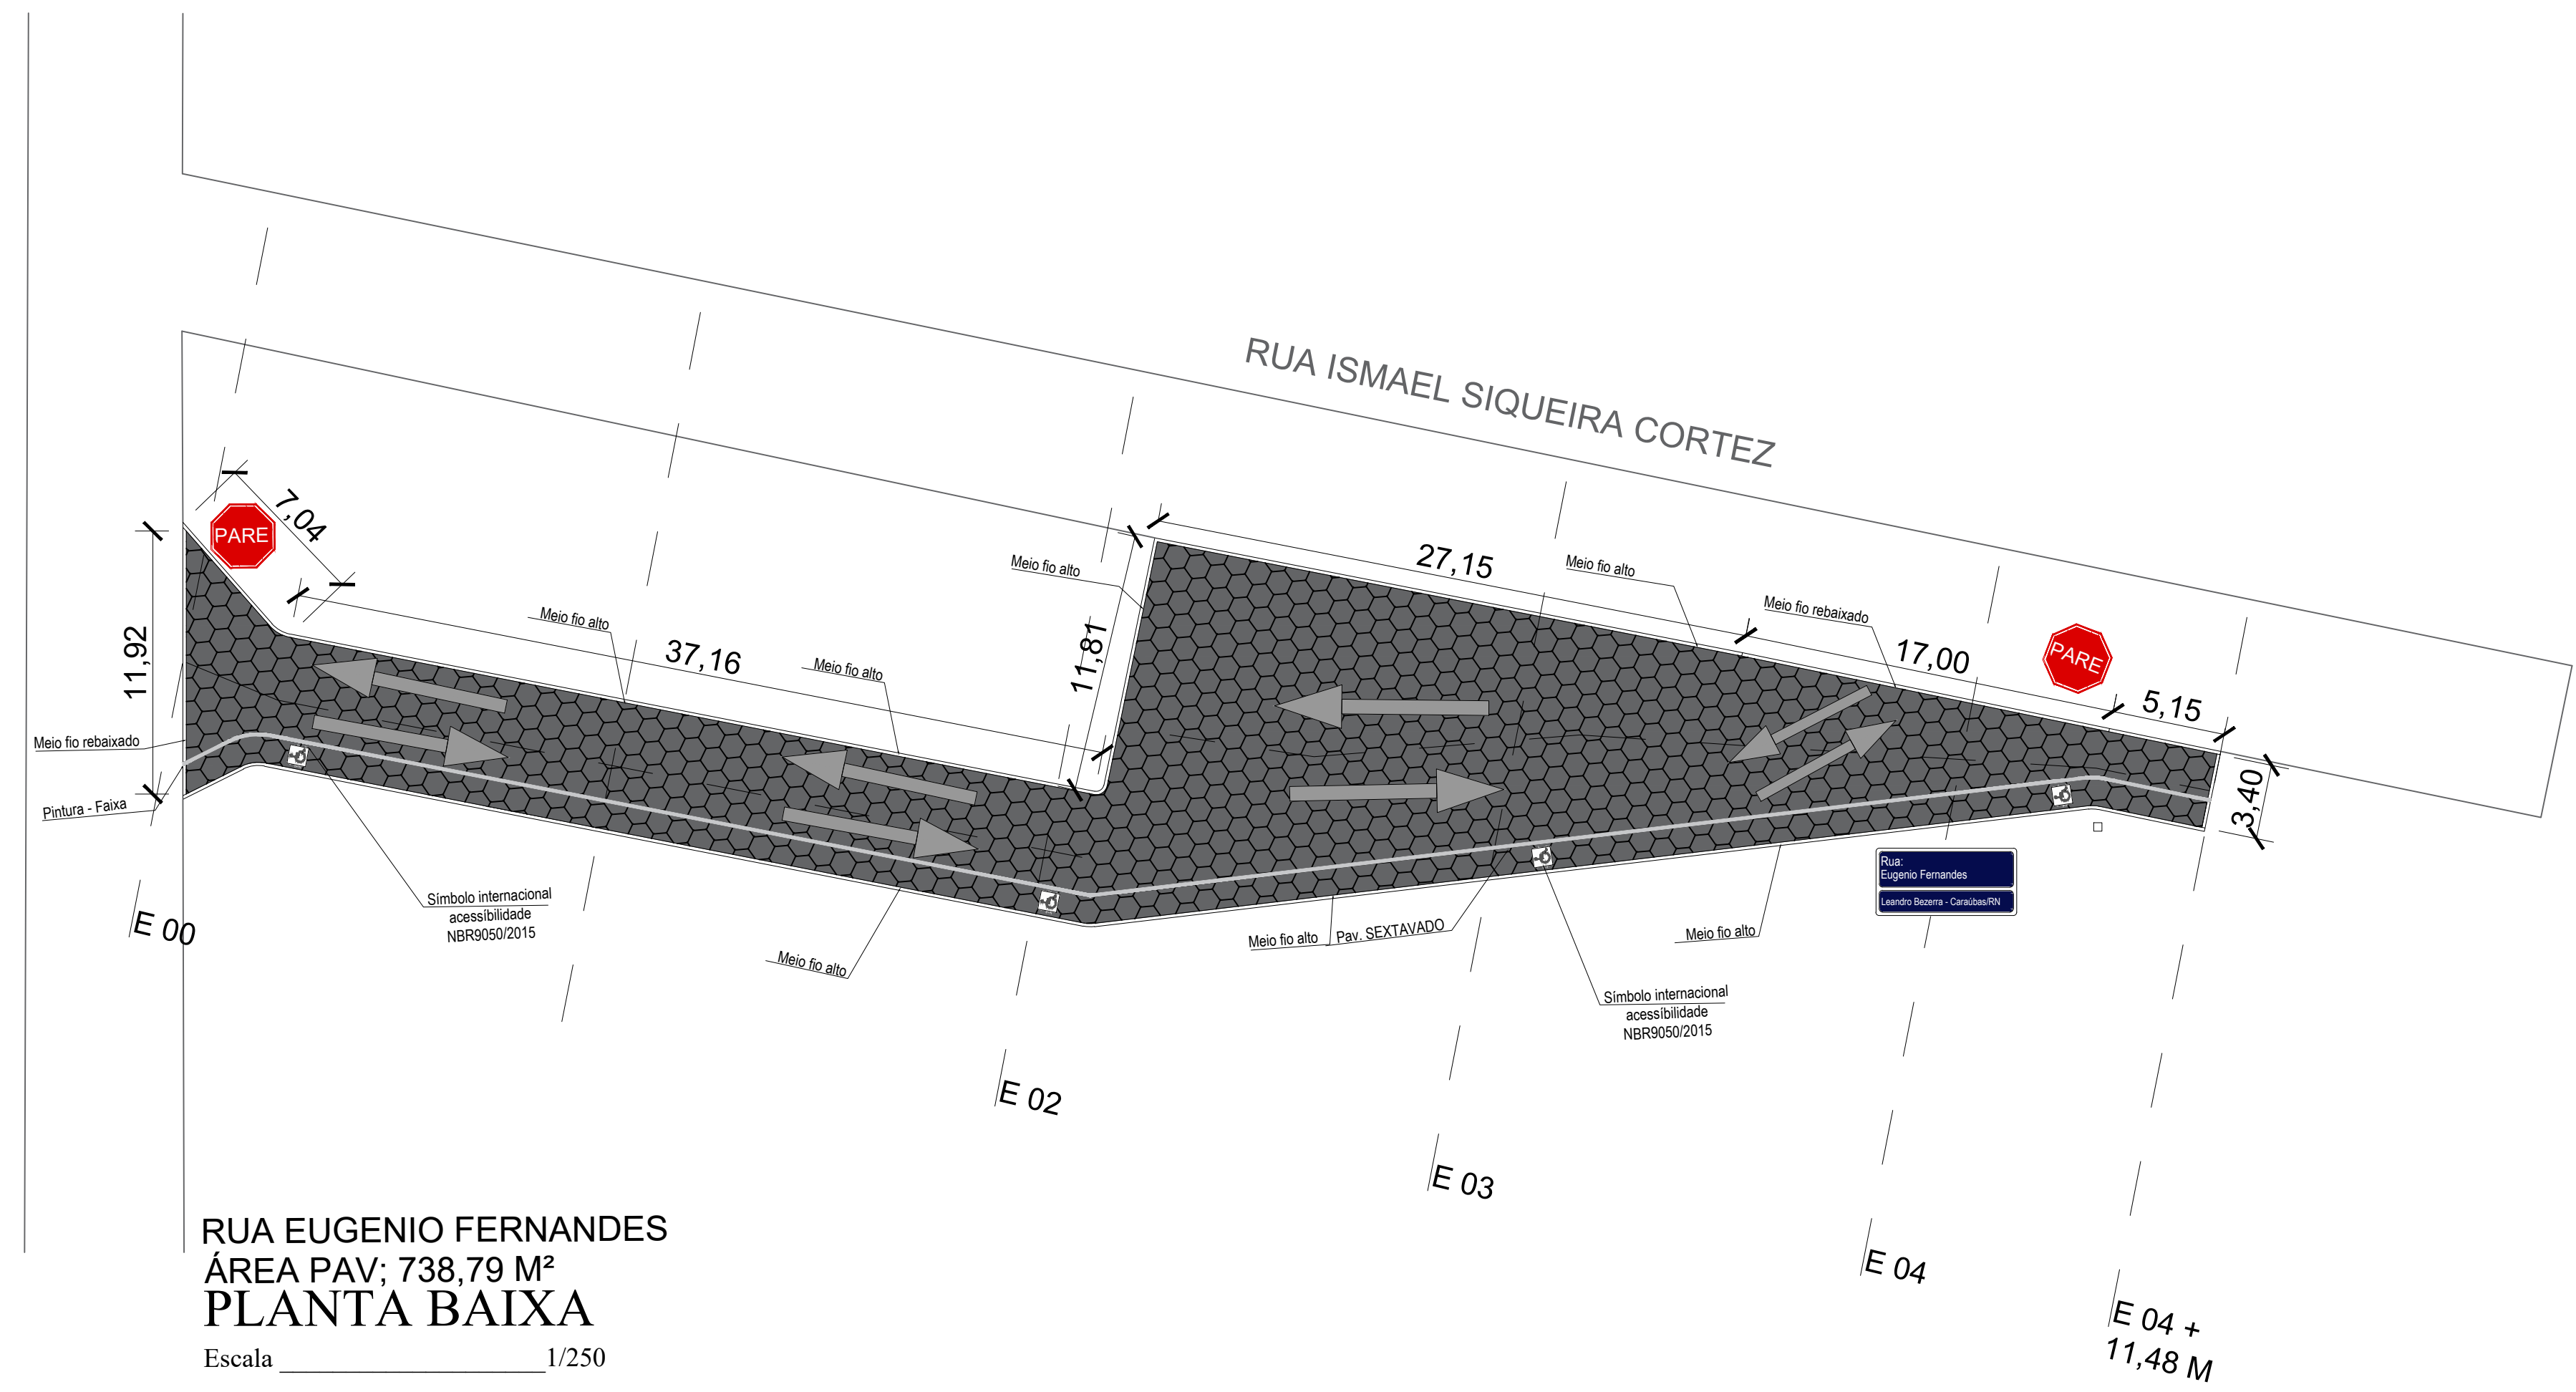 RUA ISMAEL SIQUEIRA CORTEZ
7,04
PARE
11,92
37,16
11,81
27,15
17,00
5,15
3,40
PARE
Meio fio alto
Meio fio alto
Meio fio alto
Meio fio alto
Meio fio rebaixado
Meio fio rebaixado
Pintura - Faixa
Símbolo internacional
acessíbilidade
NBR9050/2015
Meio fio alto
Meio fio alto
Pav. SEXTAVADO
Meio fio alto
Símbolo internacional
acessíbilidade
NBR9050/2015
Rua:
Eugenio Fernandes
Leandro Bezerra - Caraúbas/RN
E 00
E 02
E 03
E 04
E 04 +
11,48 M
RUA EUGENIO FERNANDES
ÁREA PAV; 738,79 M²
PLANTA BAIXA
Escala ____________________1/250